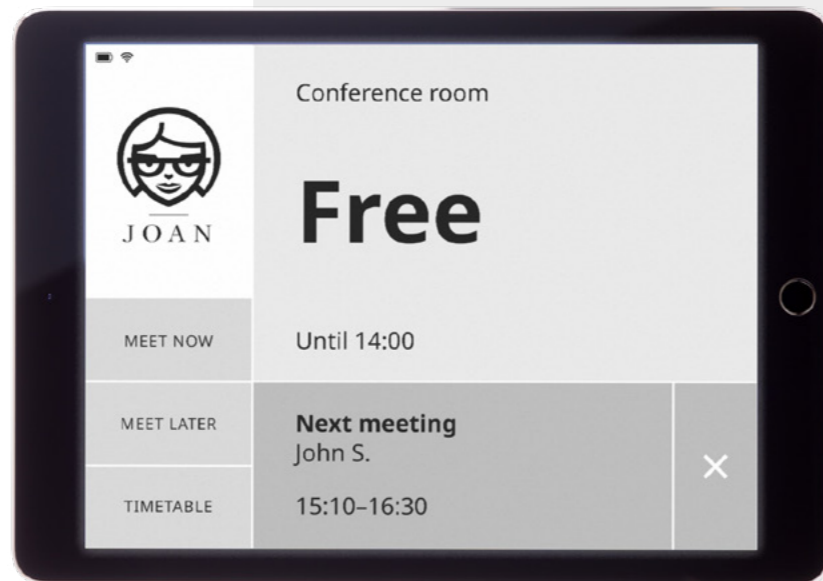 JOAN
MEET NOW
MEET LATER
TIMETABLE
Conference room
Free
Until 14:00
Next meeting
John S.
15:10–16:30